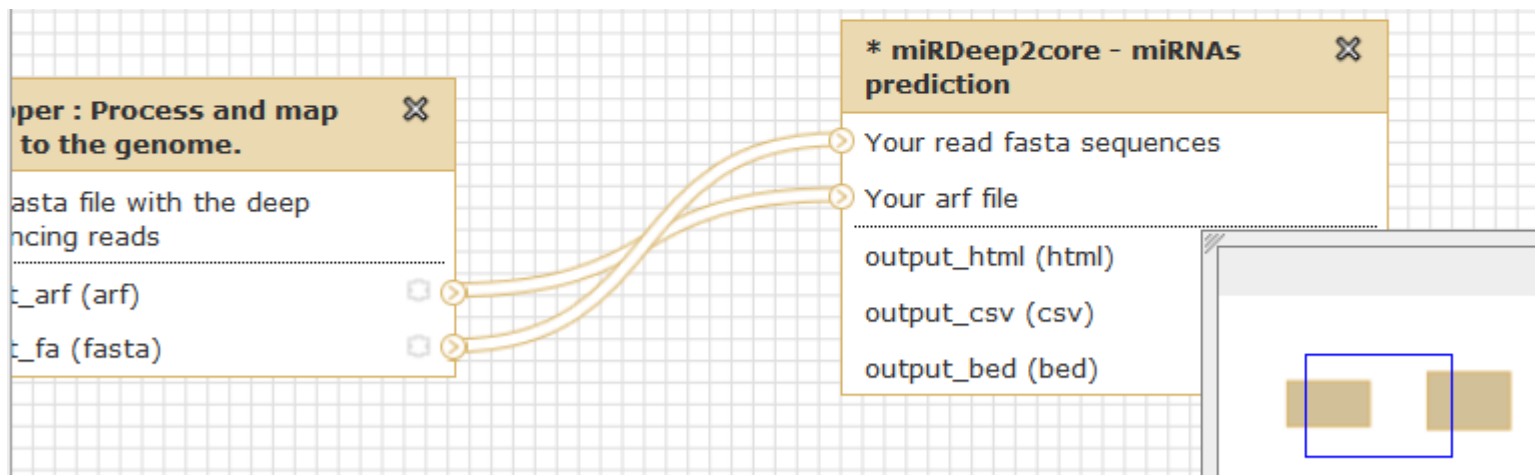 pper : Process and map
to the genome.
asta file with the deep
ncing reads
t_arf (arf)
t_fa (fasta)
* miRDeep2core - miRNAs
prediction
Your read fasta sequences
Your arf file
output_html (html)
output_csv (csv)
output_bed (bed)